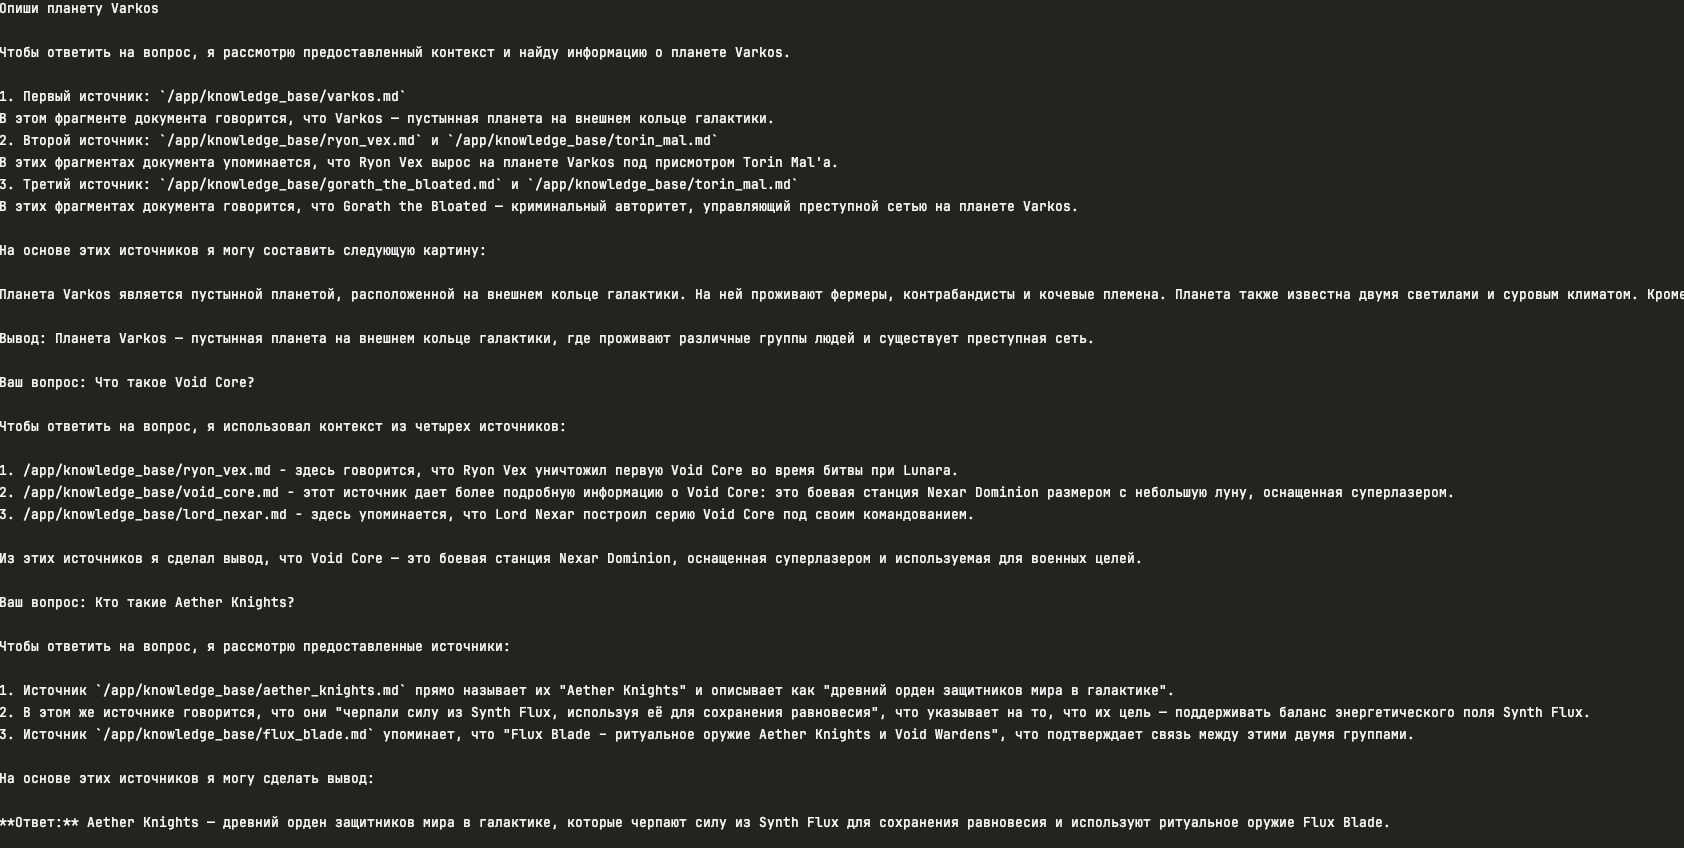 Опиши планету Varkos
Чтобы ответить на вопрос, я рассмотрю предоставленный контекст и найду информацию о планете Varkos.
1. Первый источник: `/app/knowledge_base/varkos.md`
В этом фрагменте документа говорится, что Varkos — пустынная планета на внешнем кольце галактики.
2. Второй источник: `/app/knowledge_base/ryon_vex.md` и `/app/knowledge_base/torin_mal.md`
В этих фрагментах документа упоминается, что Ryon Vex вырос на планете Varkos под присмотром Torin Mal'а.
3. Третий источник: `/app/knowledge_base/gorath_the_bloated.md` и `/app/knowledge_base/torin_mal.md`
В этих фрагментах документа говорится, что Gorath the Bloated — криминальный авторитет, управляющий преступной сетью на планете Varkos.
На основе этих источников я могу составить следующую картину:
Планета Varkos является пустынной планетой, расположенной на внешнем кольце галактики. На ней проживают фермеры, контрабандисты и кочевые племена. Планета также известна двумя светилами и суровым климатом. Кроме
Вывод: Планета Varkos — пустынная планета на внешнем кольце галактики, где проживают различные группы людей и существует преступная сеть.
Ваш вопрос: Что такое Void Core?
Чтобы ответить на вопрос, я использовал контекст из четырех источников:
1. /app/knowledge_base/ryon_vex.md - здесь говорится, что Ryon Vex уничтожил первую Void Core во время битвы при Lunara.
2. /app/knowledge_base/void_core.md - этот источник дает более подробную информацию о Void Core: это боевая станция Nexar Dominion размером с небольшую луну, оснащенная суперлазером.
3. /app/knowledge_base/lord_nexar.md - здесь упоминается, что Lord Nexar построил серию Void Core под своим командованием.
Из этих источников я сделал вывод, что Void Core — это боевая станция Nexar Dominion, оснащенная суперлазером и используемая для военных целей.
Ваш вопрос: Кто такие Aether Knights?
Чтобы ответить на вопрос, я рассмотрю предоставленные источники:
1. Источник `/app/knowledge_base/aether_knights.md` прямо называет их "Aether Knights" и описывает как "древний орден защитников мира в галактике".
2. В этом же источнике говорится, что они "черпали силу из Synth Flux, используя её для сохранения равновесия", что указывает на то, что их цель — поддерживать баланс энергетического поля Synth Flux.
3. Источник `/app/knowledge_base/flux_blade.md` упоминает, что "Flux Blade – ритуальное оружие Aether Knights и Void Wardens", что подтверждает связь между этими двумя группами.
На основе этих источников я могу сделать вывод:
**Ответ:** Aether Knights — древний орден защитников мира в галактике, которые черпают силу из Synth Flux для сохранения равновесия и используют ритуальное оружие Flux Blade.